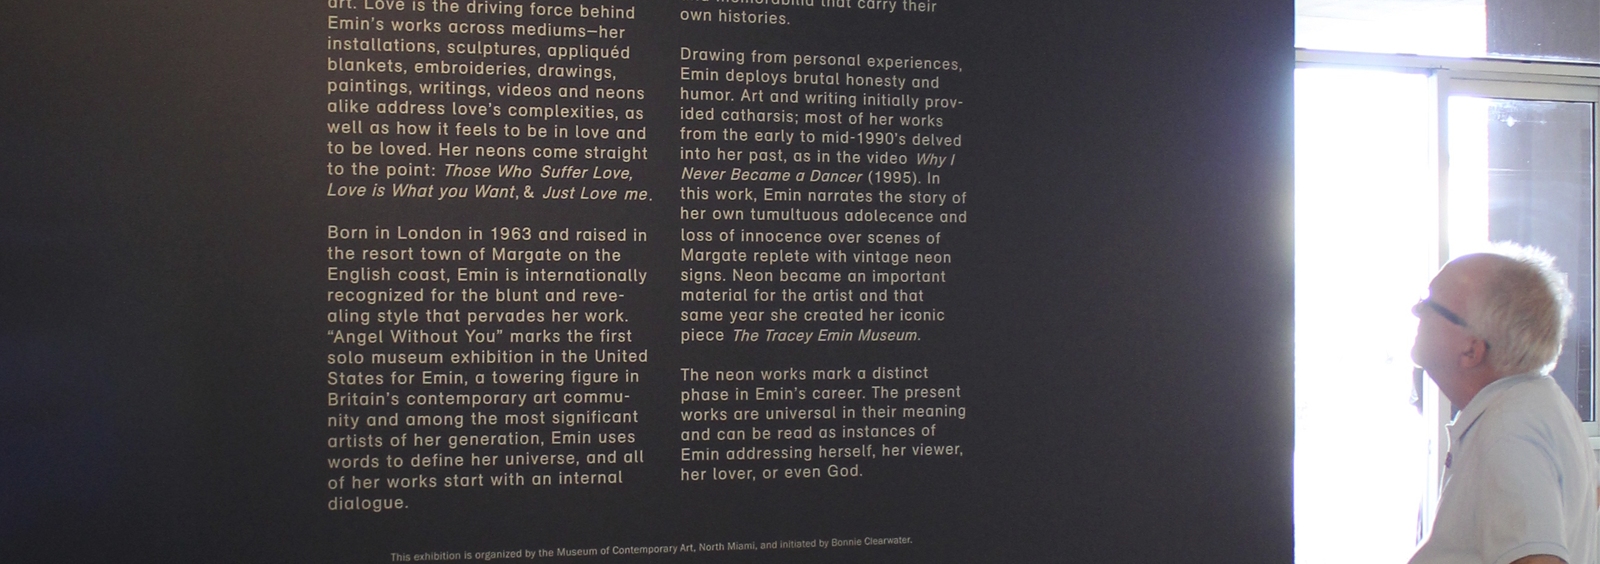 art. Love is the driving force behind
Emin's works across mediums–her
installations, sculptures, appliquéd
blankets, embroideries, drawings,
paintings, writings, videos and neons
alike address love's complexities, as
well as how it feels to be in love and
to be loved. Her neons come straight
to the point: Those Who Suffer Love,
Love is What you Want, & Just Love me.
Born in London in 1963 and raised in
the resort town of Margate on the
English coast, Emin is internationally
recognized for the blunt and reve-
aling style that pervades her work.
“Angel Without You” marks the first
solo museum exhibition in the United
States for Emin, a towering figure in
Britain's contemporary art commu-
nity and among the most significant
artists of her generation, Emin uses
words to define her universe, and all
of her works start with an internal
dialogue.
memorabilia that carry their
own histories.
Drawing from personal experiences,
Emin deploys brutal honesty and
humor. Art and writing initially prov-
ided catharsis; most of her works
from the early to mid-1990's delved
into her past, as in the video Why I
Never Became a Dancer (1995). In
this work, Emin narrates the story of
her own tumultuous adolecence and
loss of innocence over scenes of
Margate replete with vintage neon
signs. Neon became an important
material for the artist and that
same year she created her iconic
piece The Tracey Emin Museum.
The neon works mark a distinct
phase in Emin's career. The present
works are universal in their meaning
and can be read as instances of
Emin addressing herself, her viewer,
her lover, or even God.
This exhibition is organized by the Museum of Contemporary Art, North Miami, and initiated by Bonnie Clearwater.